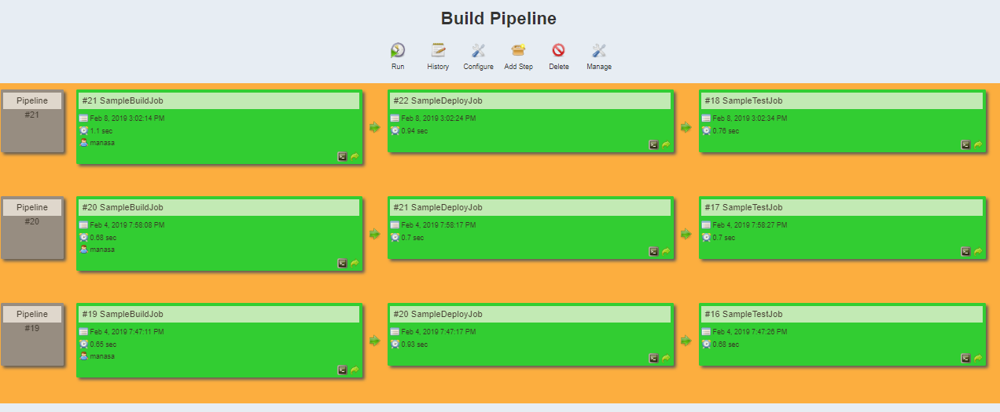 Build Pipeline
Run History Configure Add Step Delete Manage
Pipeline
#21
#21 SampleBuildJob
Feb 8, 2019 3:02:14 PM
1.1 sec
manasa
#22 SampleDeployJob
Feb 8, 2019 3:02:24 PM
0.94 sec
#18 SampleTestJob
Feb 8, 2019 3:02:34 PM
0.76 sec
Pipeline
#20
#20 SampleBuildJob
Feb 4, 2019 7:58:08 PM
0.68 sec
manasa
#21 SampleDeployJob
Feb 4, 2019 7:58:17 PM
0.7 sec
#17 SampleTestJob
Feb 4, 2019 7:58:27 PM
0.7 sec
Pipeline
#19
#19 SampleBuildJob
Feb 4, 2019 7:47:11 PM
0.65 sec
manasa
#20 SampleDeployJob
Feb 4, 2019 7:47:17 PM
0.93 sec
#16 SampleTestJob
Feb 4, 2019 7:47:26 PM
0.68 sec